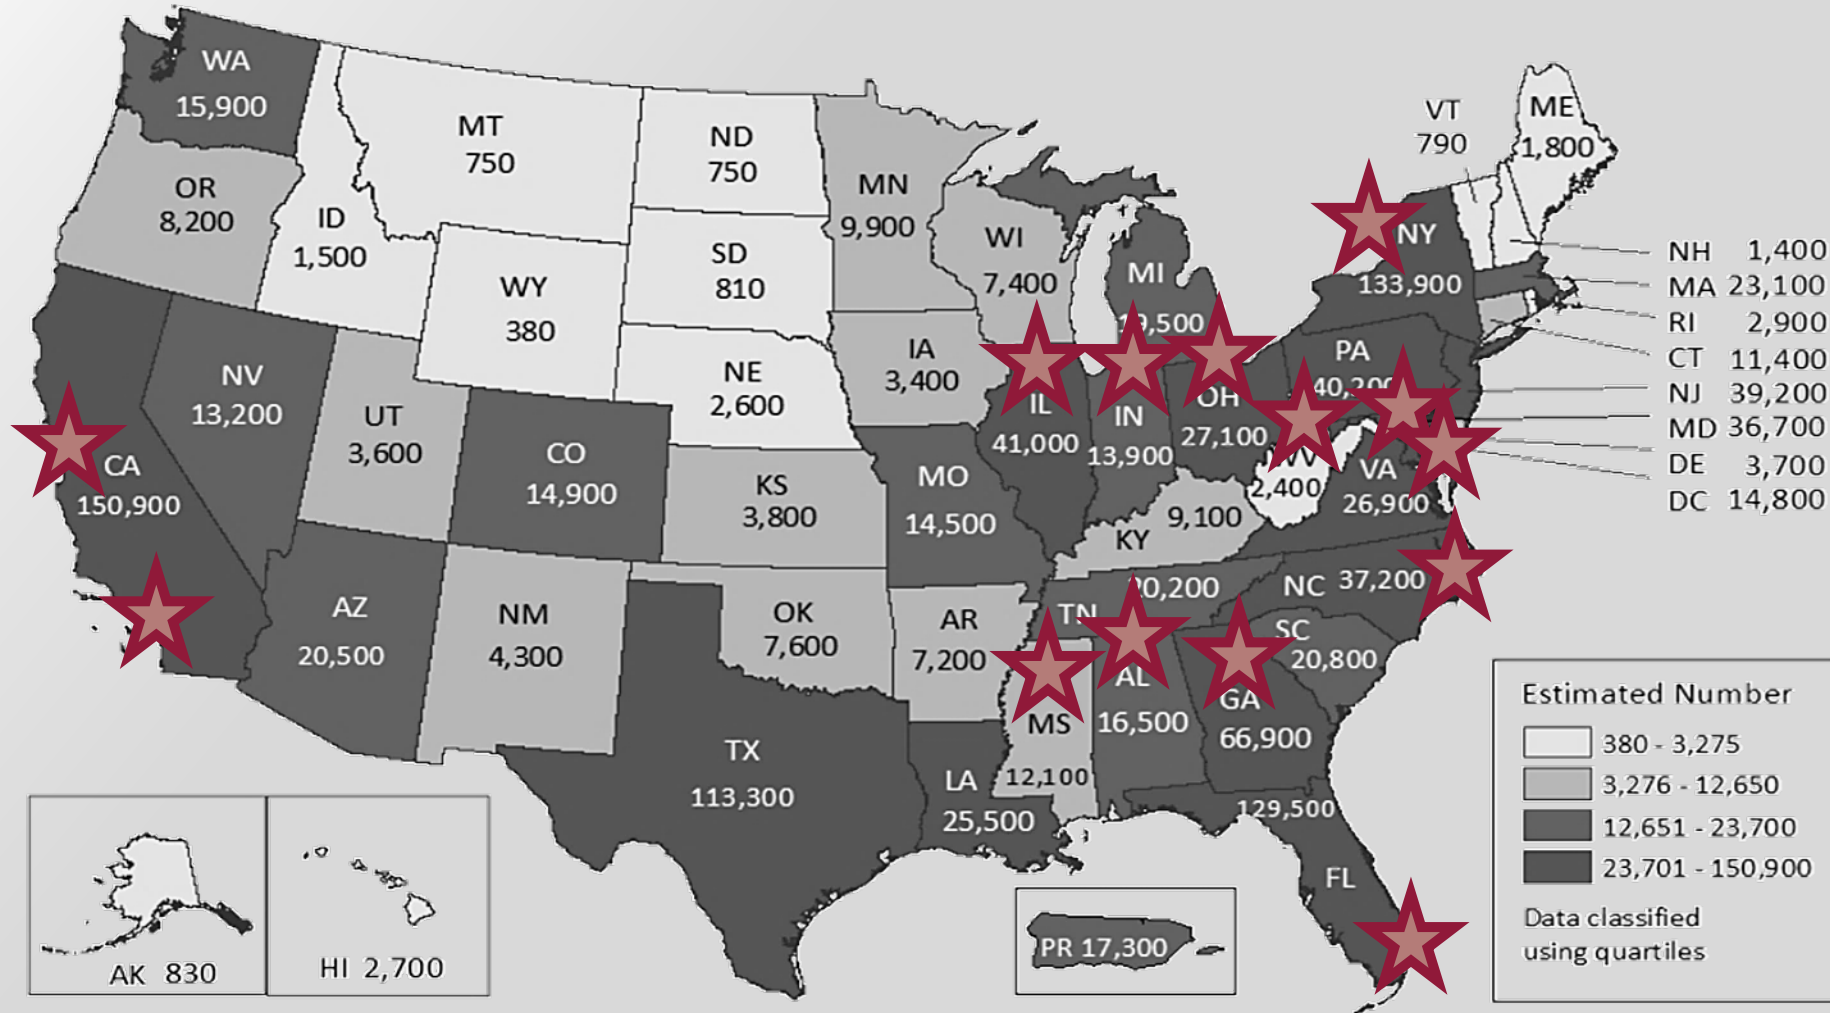 WA
15,900
MT
750
ND
750
VT
790
ME
1,800
OR
8,200
ID
1,500
MN
9,900
WI
7,400
NY
133,900
NH 1,400
MA 23,100
RI 2,900
CT 11,400
NJ 39,200
MD 36,700
DE 3,700
DC 14,800
WY
380
SD
810
MI
19,500
NV
13,200
UT
3,600
NE
2,600
IA
3,400
IL
41,000
IN
13,900
OH
27,100
PA
40,200
CA
150,900
CO
14,900
KS
3,800
MO
14,500
WV
2,400
VA
26,900
KY 9,100
AZ
20,500
NM
4,300
OK
7,600
AR
7,200
TN 20,200
NC 37,200
SC
20,800
TX
113,300
LA
25,500
MS
12,100
AL
16,500
GA
66,900
129,500
FL
AK 830
HI 2,700
PR 17,300
Estimated Number
380 - 3,275
3,276 - 12,650
12,651 - 23,700
23,701 - 150,900
Data classified
using quartiles